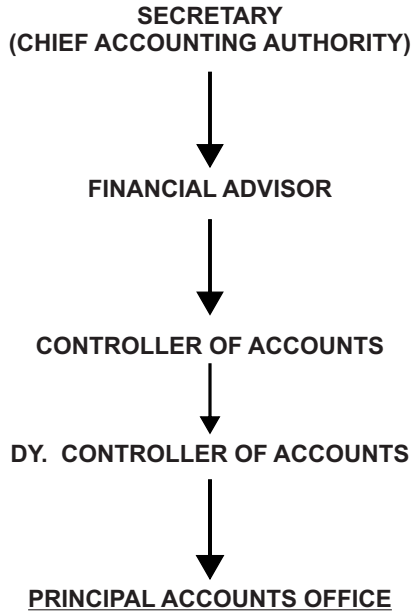 SECRETARY
(CHIEF ACCOUNTING AUTHORITY)
FINANCIAL ADVISOR
CONTROLLER OF ACCOUNTS
DY. CONTROLLER OF ACCOUNTS
PRINCIPAL ACCOUNTS OFFICE